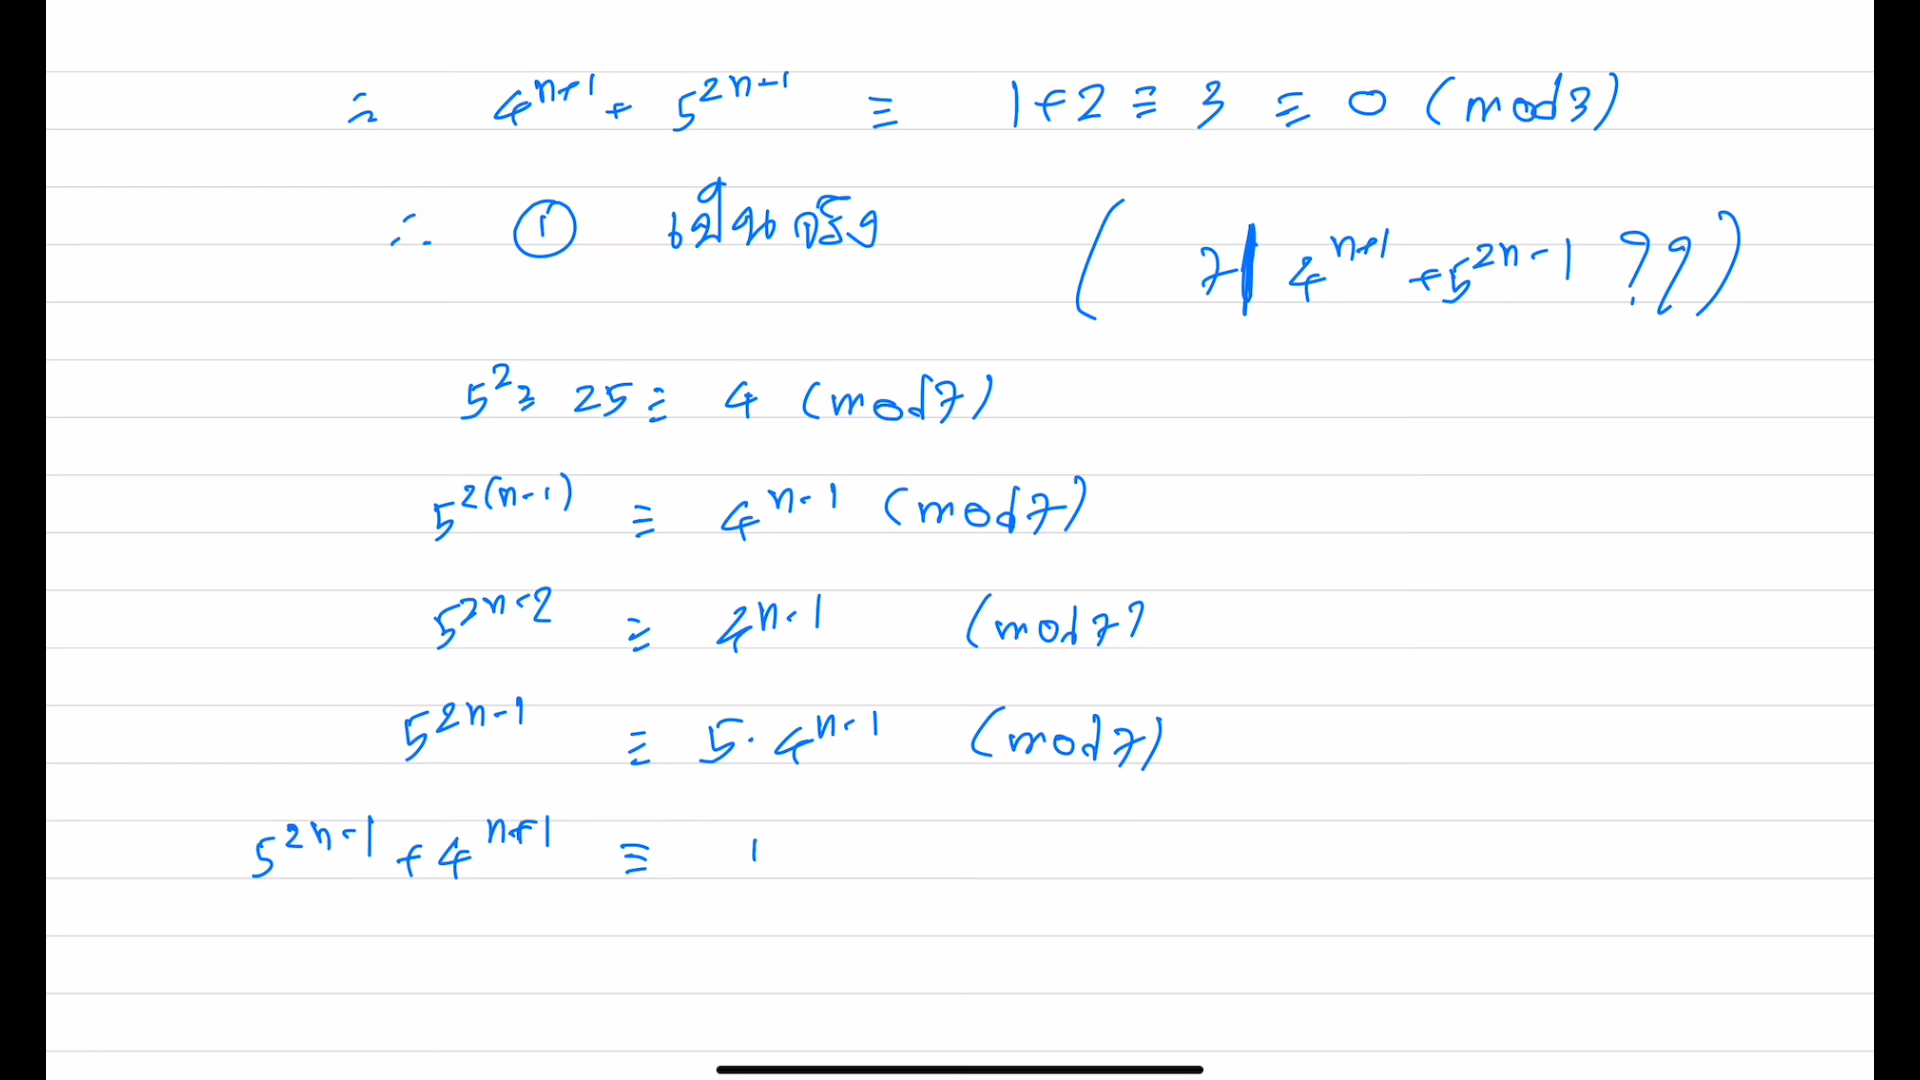 ∴ 4^{n+1} + 5^{2n-1} ≡ 1+2 ≡ 3 ≡ 0 (mod 3)
∴ ① เป็นจริง ( 7 | 4^{n+1} + 5^{2n-1} ?? )
5^2 ≡ 25 ≡ 4 (mod 7)
5^{2(n-1)} ≡ 4^{n-1} (mod 7)
5^{2n-2} ≡ 4^{n-1} (mod 7)
5^{2n-1} ≡ 5·4^{n-1} (mod 7)
5^{2n-1} + 4^{n+1} ≡